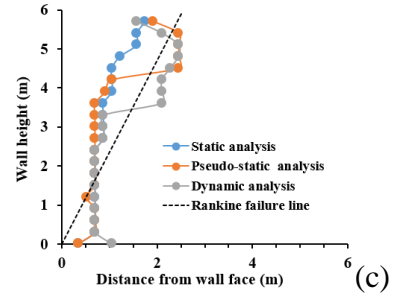 6
5
4
3
2
1
0
Wall height (m)
Static analysis
Pseudo-static analysis
Dynamic analysis
Rankine failure line
0 2 4 6
Distance from wall face (m)
(c)